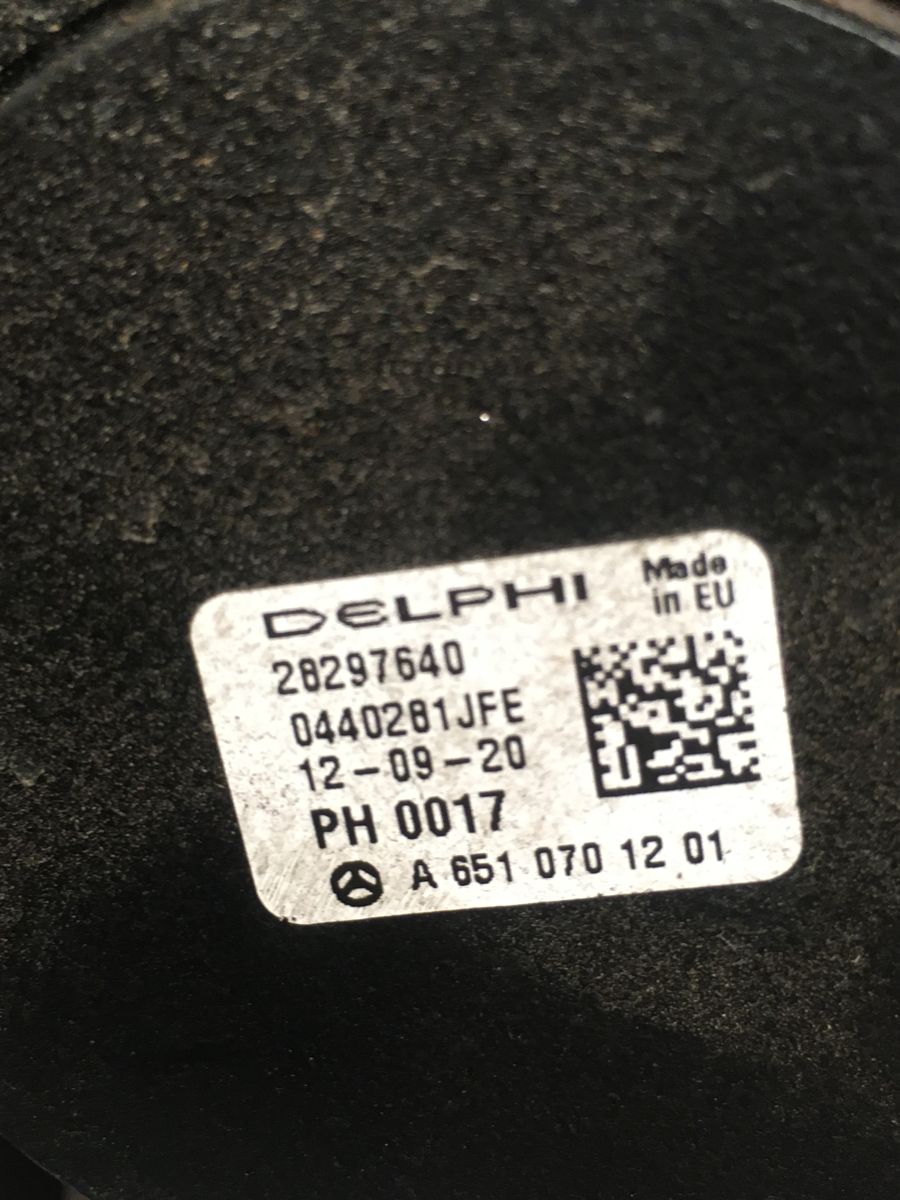 DELPHI
Made
in EU
28297640
0440281JFE
12-09-20
PH 0017
A 651 070 12 01